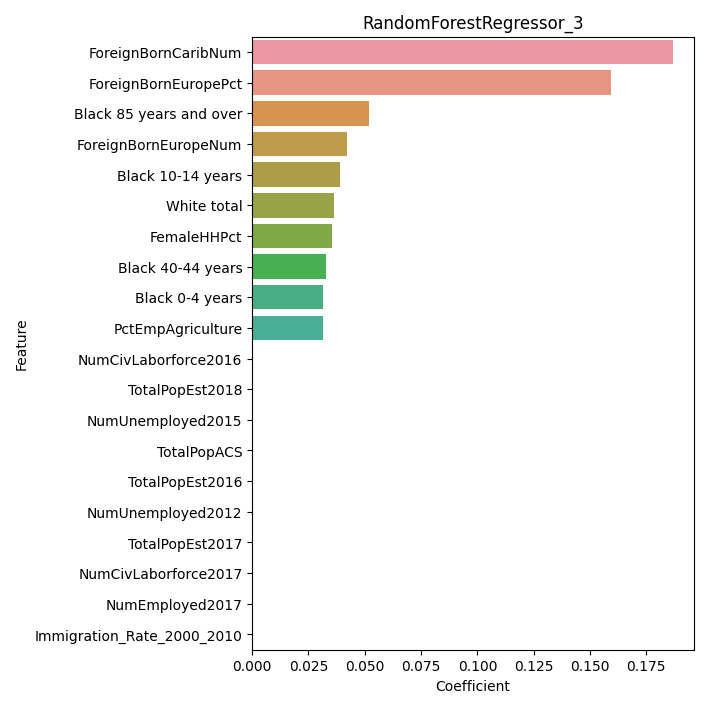 RandomForestRegressor_3
ForeignBornCaribNum
ForeignBornEuropePct
Black 85 years and over
ForeignBornEuropeNum
Black 10-14 years
White total
FemaleHHPct
Black 40-44 years
Black 0-4 years
PctEmpAgriculture
NumCivLaborforce2016
TotalPopEst2018
NumUnemployed2015
TotalPopACS
TotalPopEst2016
NumUnemployed2012
TotalPopEst2017
NumCivLaborforce2017
NumEmployed2017
Immigration_Rate_2000_2010
Feature
0.000 0.025 0.050 0.075 0.100 0.125 0.150 0.175
Coefficient